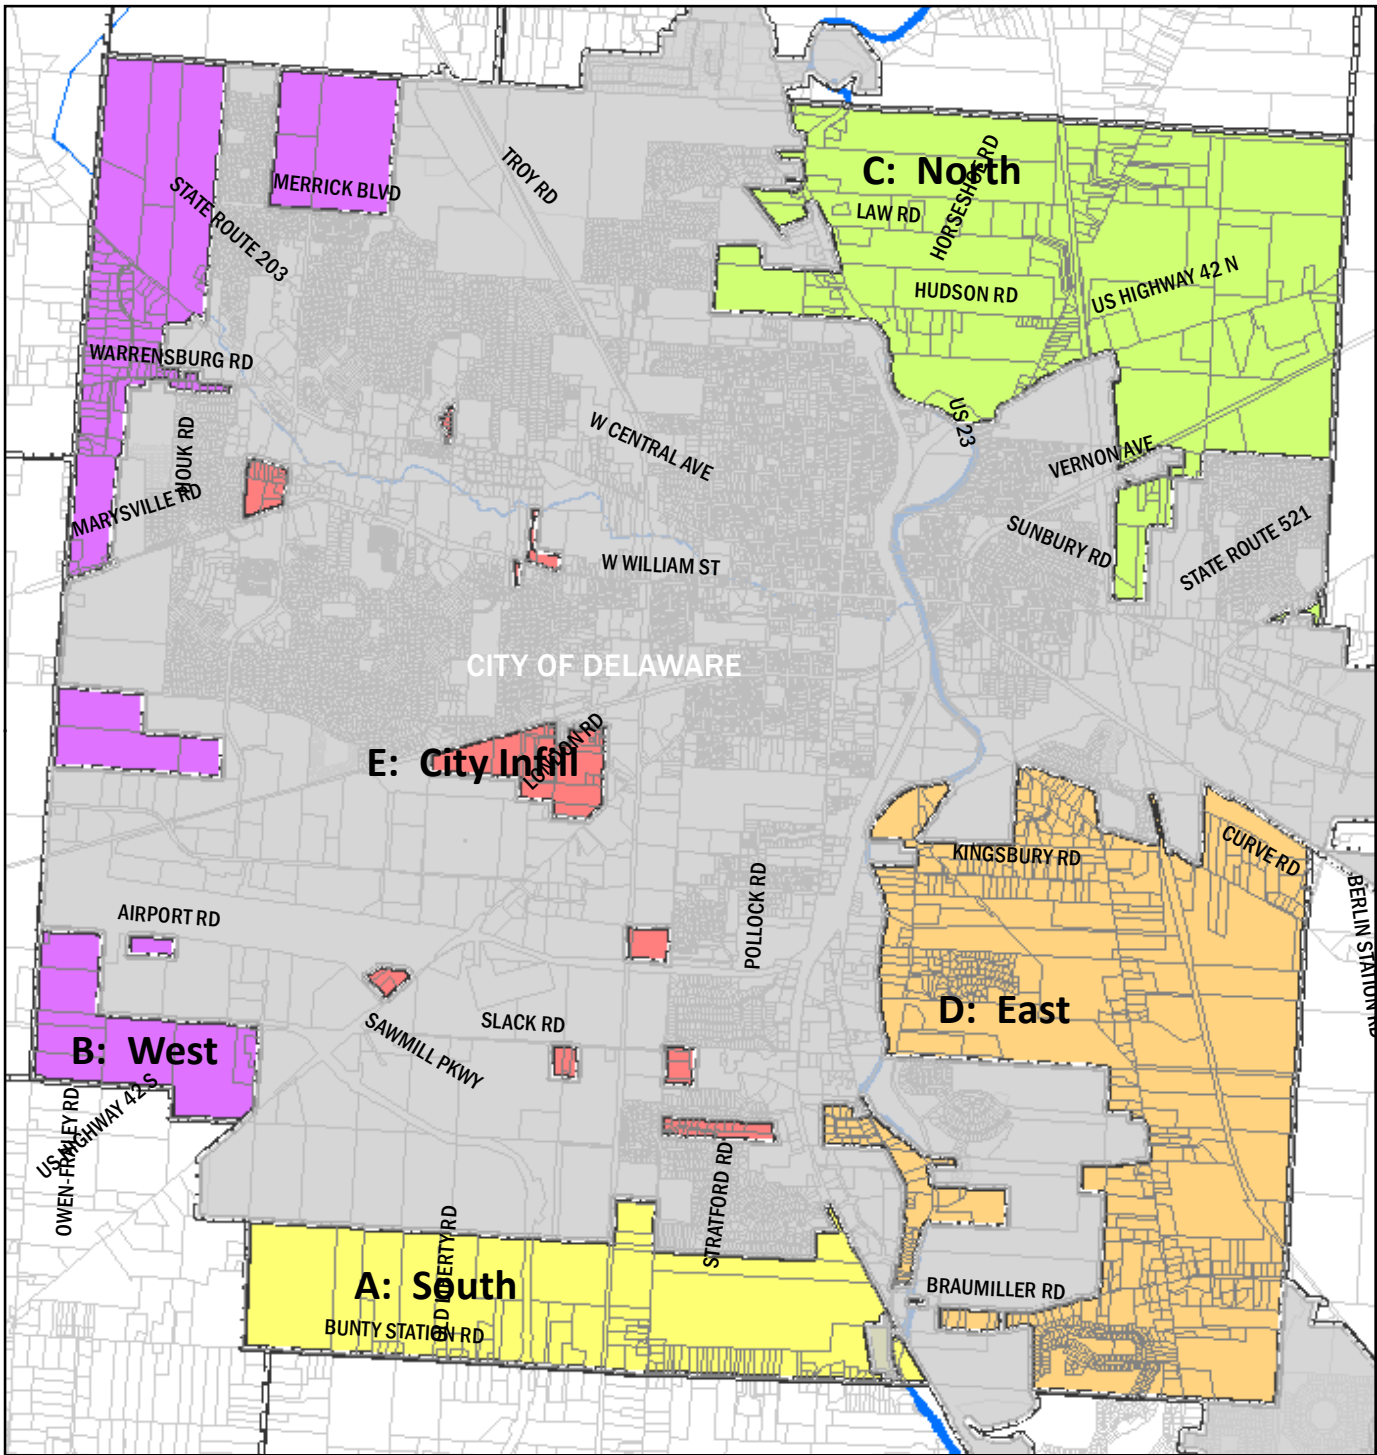 C: North
TROY RD
MERRICK BLVD
STATE ROUTE 203
HORSESHOE RD
LAW RD
HUDSON RD
US HIGHWAY 42 N
WARRENSBURG RD
HOUK RD
MARYSVILLE RD
W CENTRAL AVE
US 23
VERNON AVE
SUNBURY RD
STATE ROUTE 521
W WILLIAM ST
CITY OF DELAWARE
E: City Infill
LONDON RD
KINGSBURY RD
CURVE RD
BERLIN STATION RD
POLLOCK RD
AIRPORT RD
D: East
SLACK RD
SAWMILL PKWY
B: West
US HIGHWAY 42 S
OWEN-FRALEY RD
STRATFORD RD
OLD LIBERTY RD
A: South
BUNTY STATION RD
BRAUMILLER RD